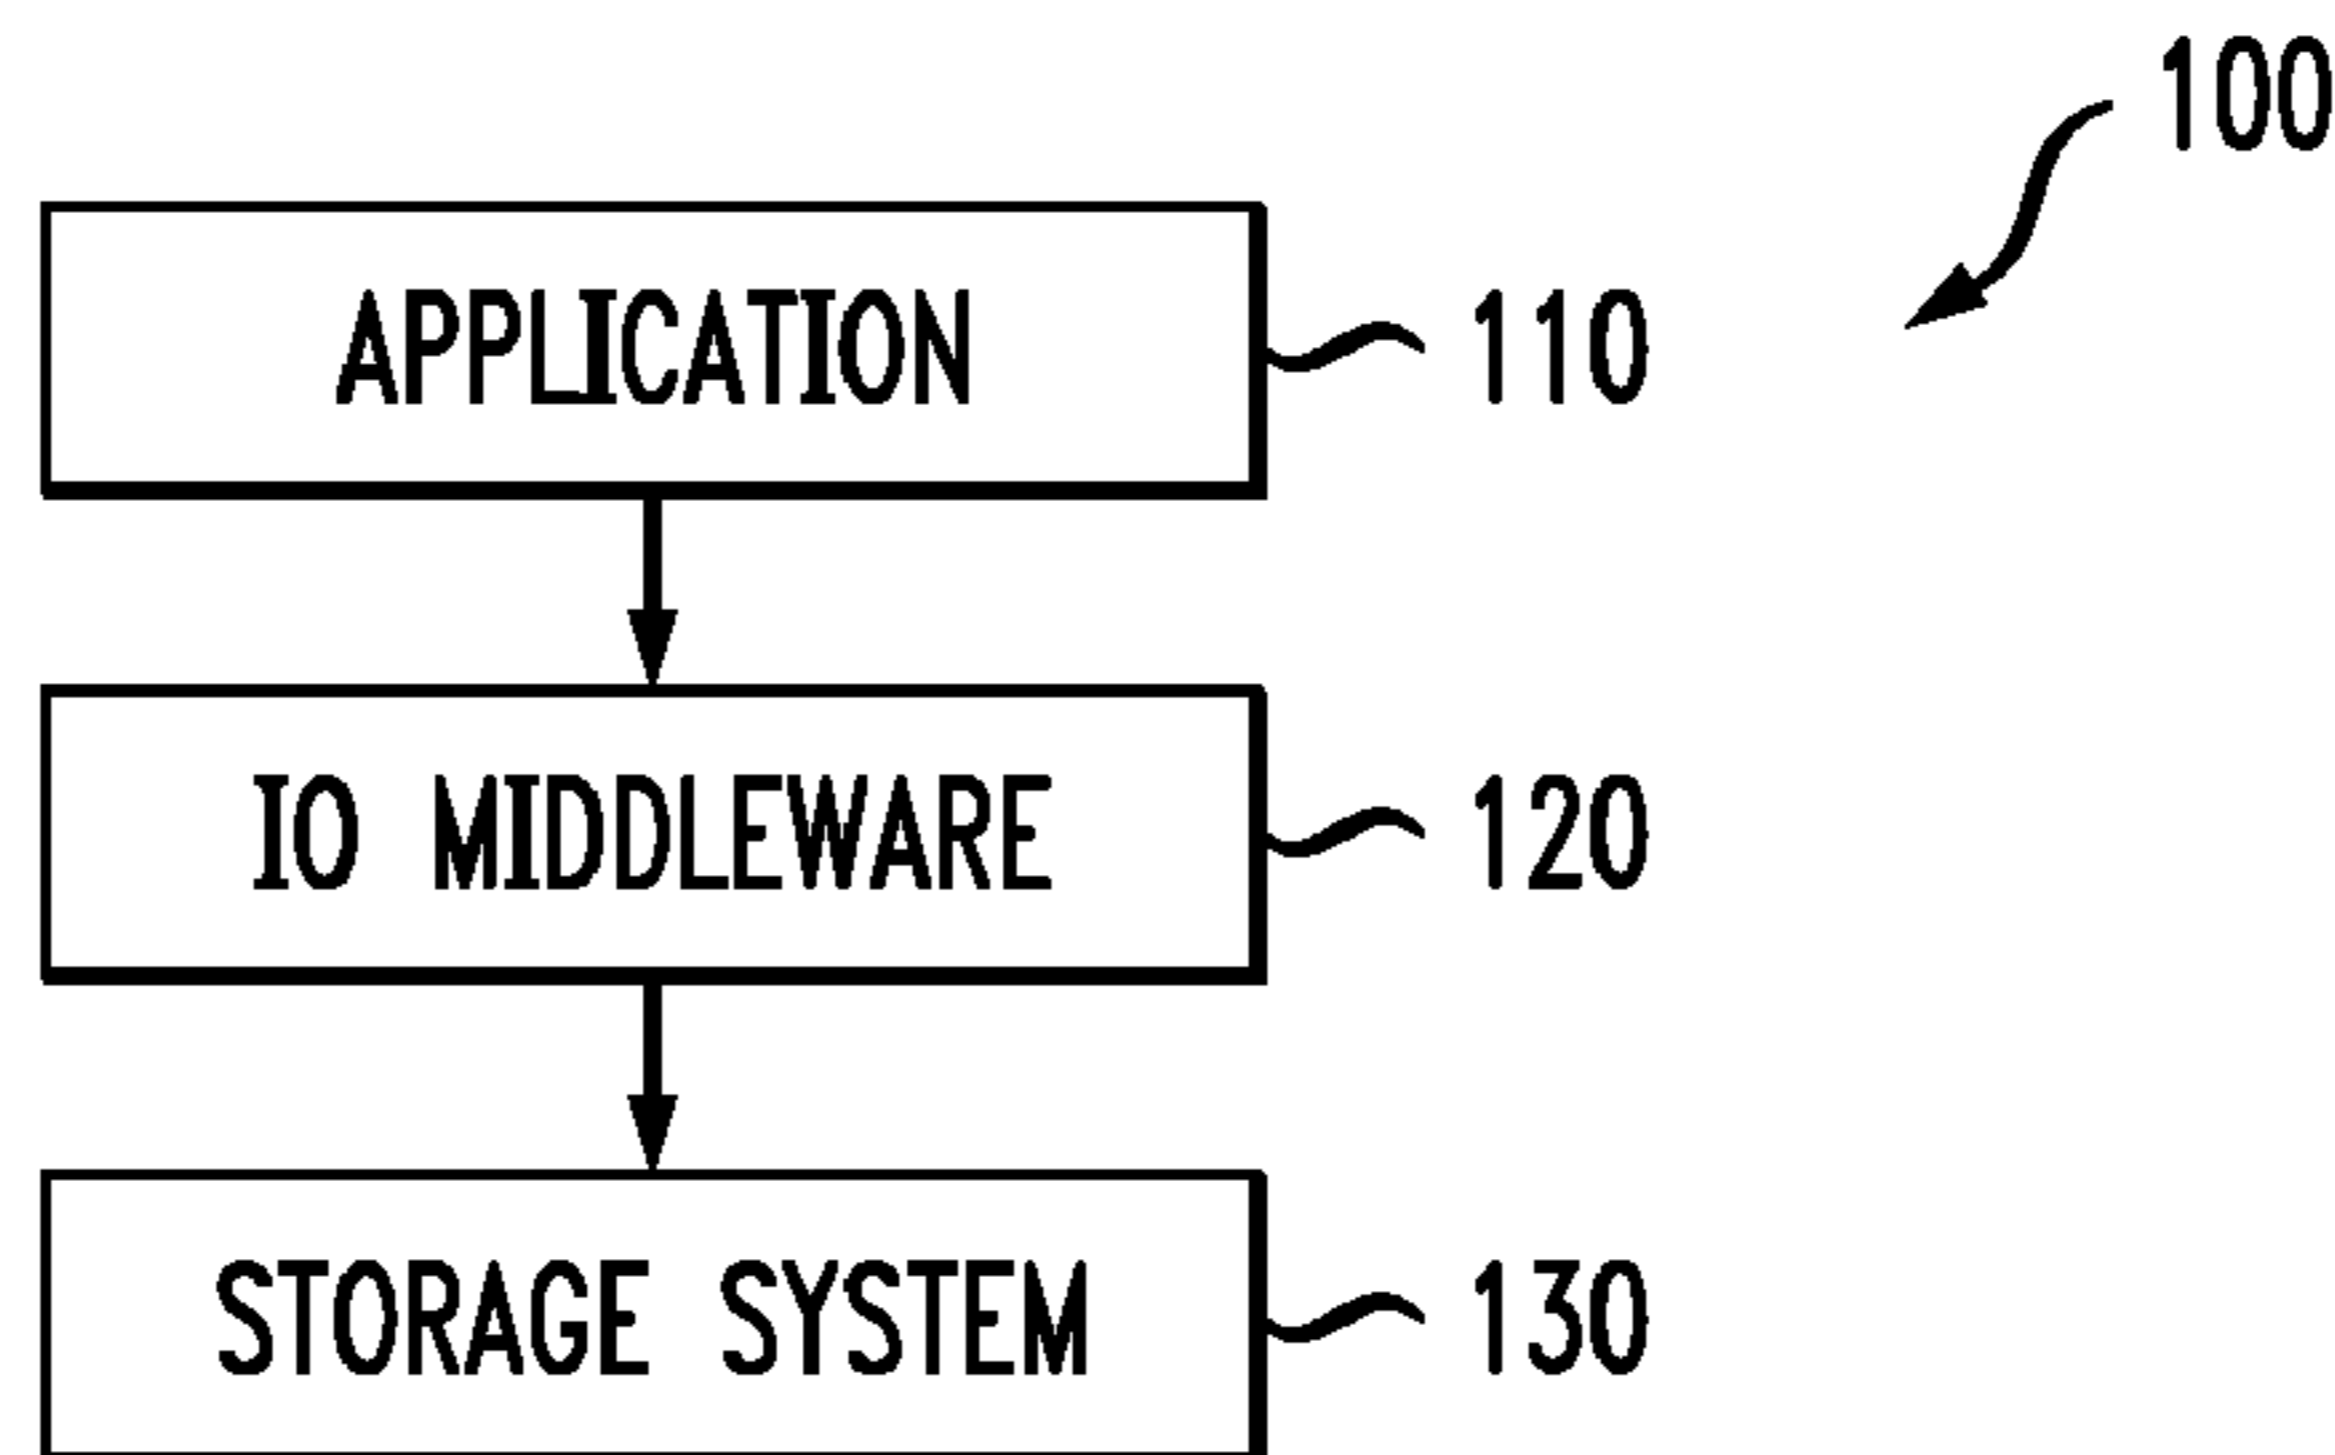 100
APPLICATION 110
IO MIDDLEWARE 120
STORAGE SYSTEM 130